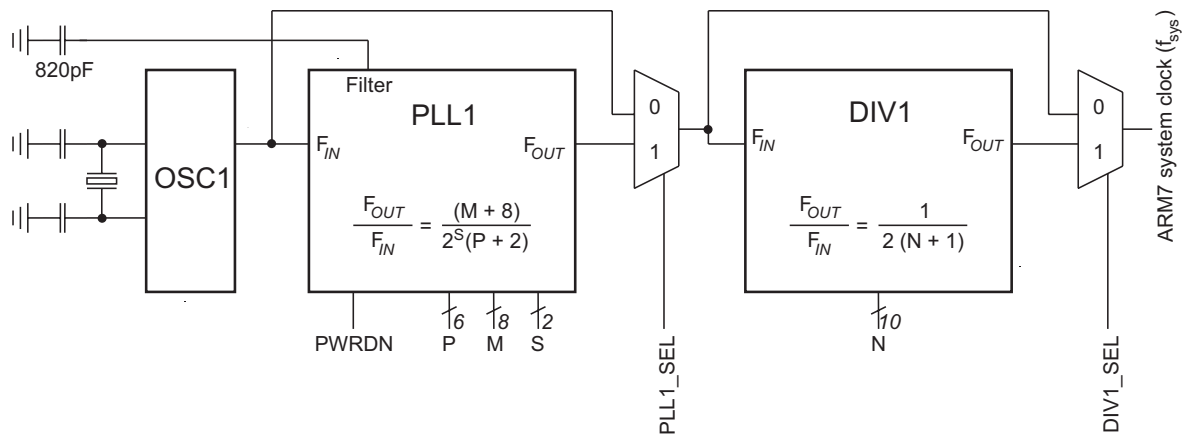 820pF
OSC1
Filter
PLL1
F_IN
F_OUT
F_OUT / F_IN = (M + 8) / 2^S(P + 2)
PWRDN
6
P
8
M
2
S
0
1
PLL1_SEL
DIV1
F_IN
F_OUT
F_OUT / F_IN = 1 / 2 (N + 1)
10
N
0
1
DIV1_SEL
ARM7 system clock (f_sys)